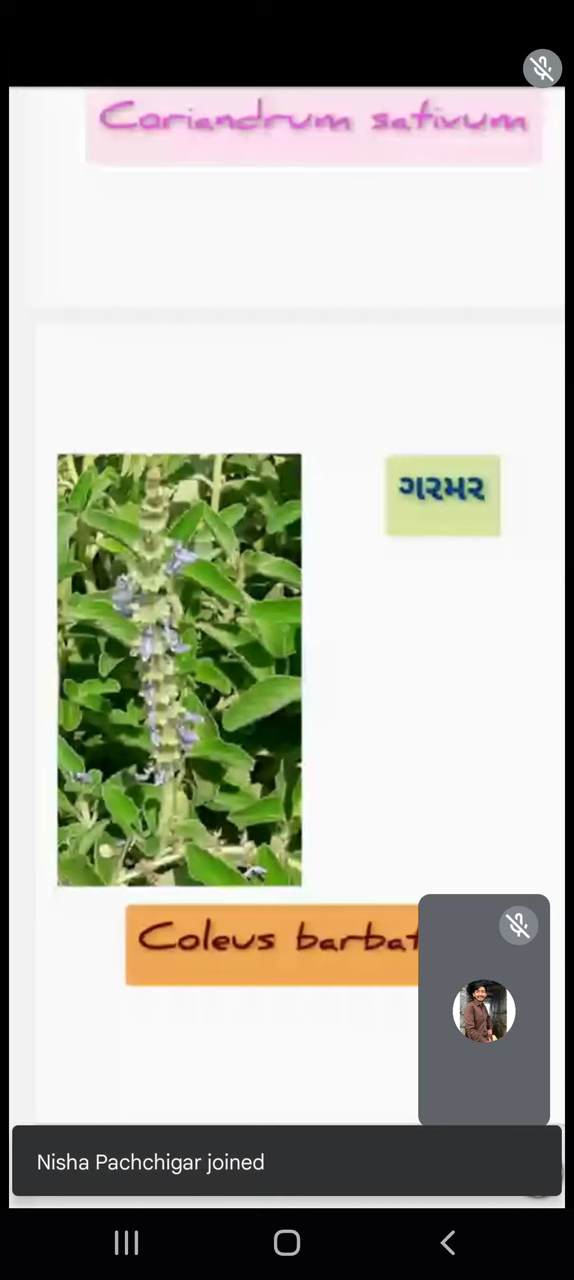 Coriandrum sativum
ગરમર
Coleus barbat
Nisha Pachchigar joined